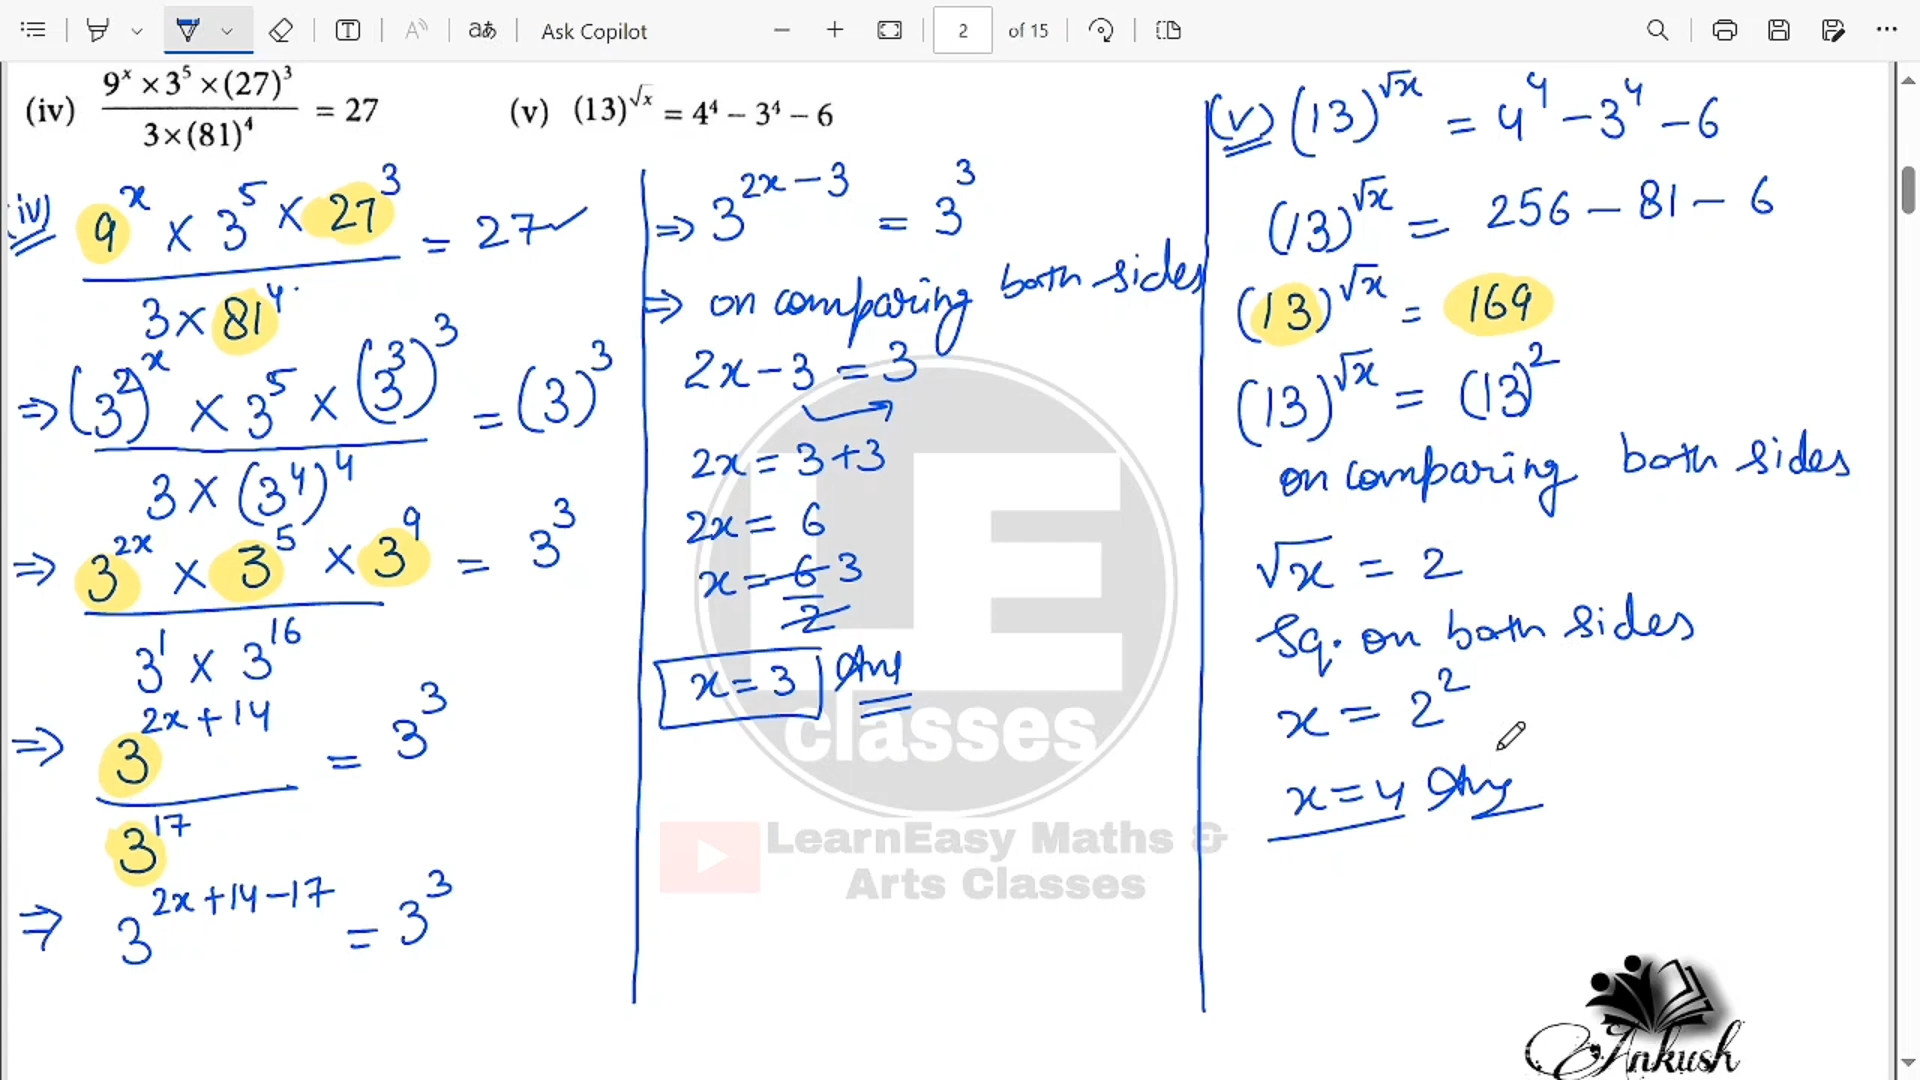 Ask Copilot 2 of 15
(iv) 9^x × 3^5 × (27)^3 / 3 × (81)^4 = 27
(v) (13)^√x = 4^4 − 3^4 − 6
iv) 9^x × 3^5 × 27^3 / 3 × 81^4 = 27
⇒ (3^2)^x × 3^5 × (3^3)^3 / 3 × (3^4)^4 = (3)^3
⇒ 3^2x × 3^5 × 3^9 / 3^1 × 3^16 = 3^3
⇒ 3^2x+14 / 3^17 = 3^3
⇒ 3^2x+14−17 = 3^3
⇒ 3^2x−3 = 3^3
⇒ on comparing both sides
2x − 3 = 3
2x = 3+3
2x = 6
x = 6/2 3
x = 3 Ans
(v) (13)^√x = 4^4 − 3^4 − 6
(13)^√x = 256 − 81 − 6
(13)^√x = 169
(13)^√x = (13)^2
on comparing both sides
√x = 2
Sq. on both sides
x = 2^2
x = 4 Ans
LE
classes
LearnEasy Maths &
Arts Classes
Ankush